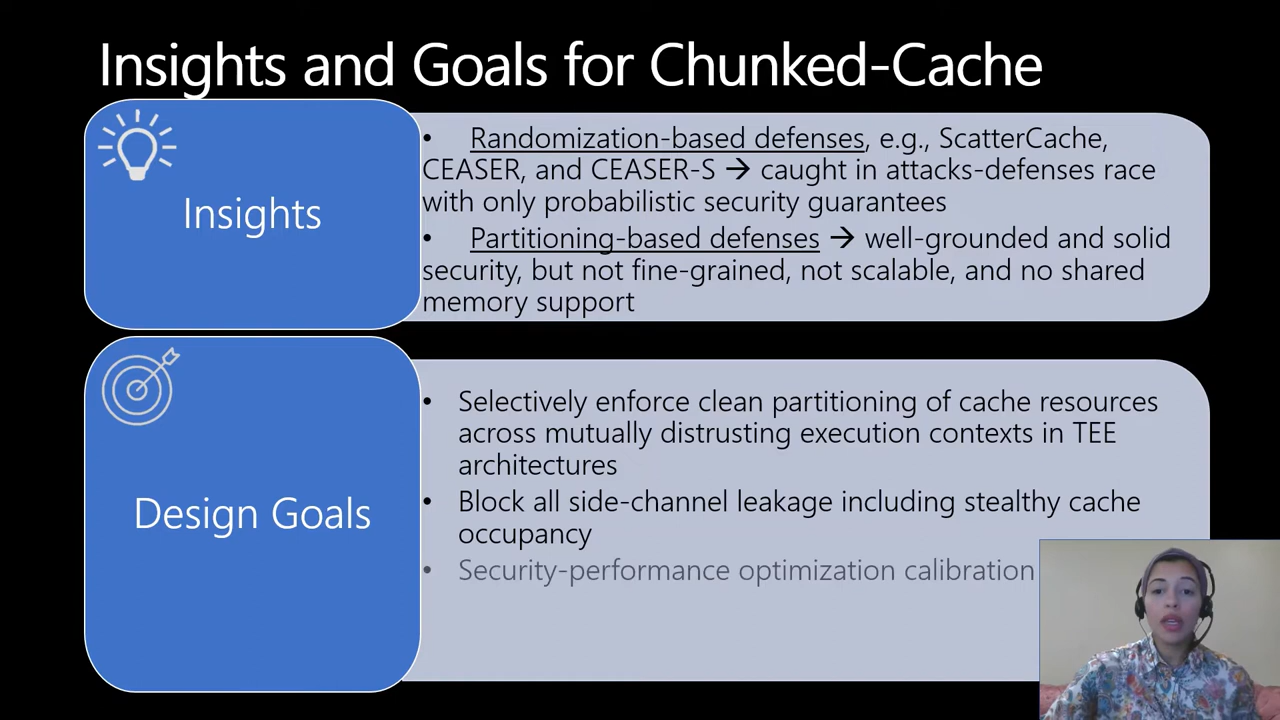 Insights and Goals for Chunked-Cache
Insights
• Randomization-based defenses, e.g., ScatterCache,
CEASER, and CEASER-S → caught in attacks-defenses race
with only probabilistic security guarantees
• Partitioning-based defenses → well-grounded and solid
security, but not fine-grained, not scalable, and no shared
memory support
Design Goals
• Selectively enforce clean partitioning of cache resources
across mutually distrusting execution contexts in TEE
architectures
• Block all side-channel leakage including stealthy cache
occupancy
• Security-performance optimization calibration